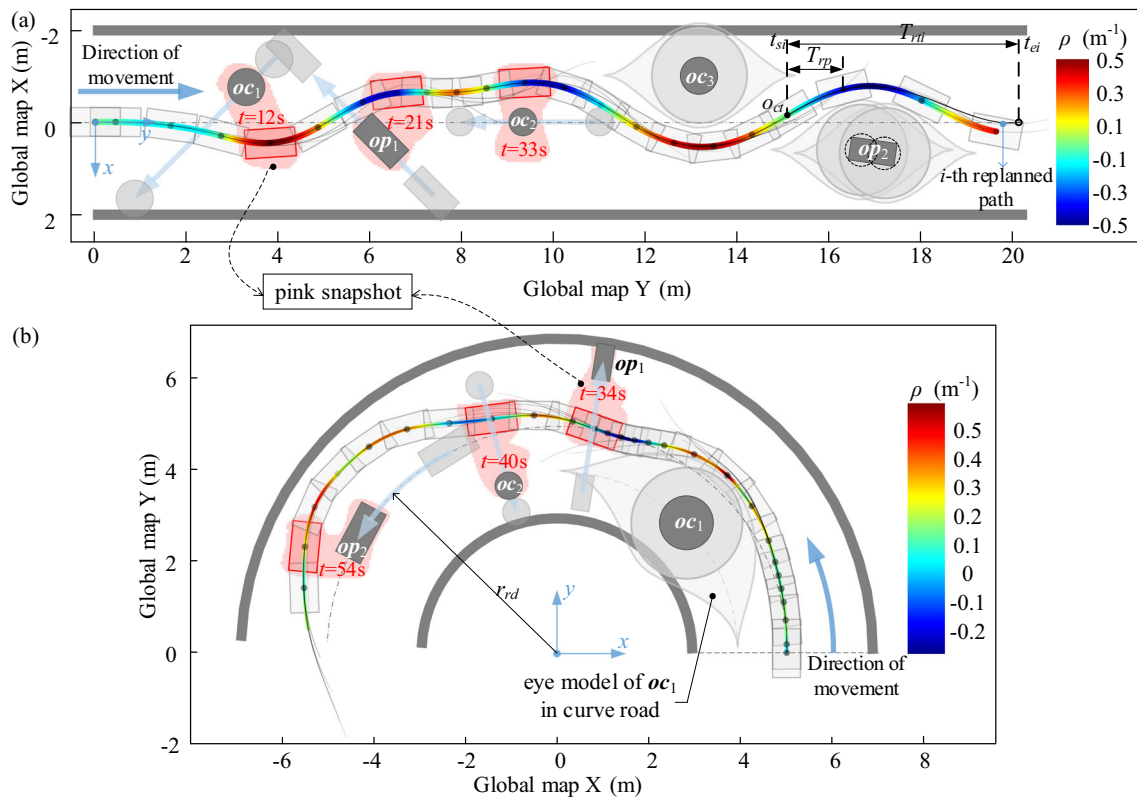 (a)
-2
0
2
Global map X (m)
Direction of
movement
oc1
t=12s
y
x
t=21s
op1
oc2
t=33s
oc3
tsi
Trti
tei
Trp
oct
op2
i-th replanned
path
ρ (m-1)
0.5
0.3
0.1
-0.1
-0.3
-0.5
0 2 4 6 8 10 12 14 16 18 20
Global map Y (m)
pink snapshot
(b)
6
4
2
0
-2
Global map Y (m)
op1
t=34s
t=40s
oc2
oc1
op2
t=54s
rrd
y
x
eye model of oc1
in curve road
Direction of
movement
ρ (m-1)
0.5
0.4
0.3
0.2
0.1
0
-0.1
-0.2
-6 -4 -2 0 2 4 6 8
Global map X (m)